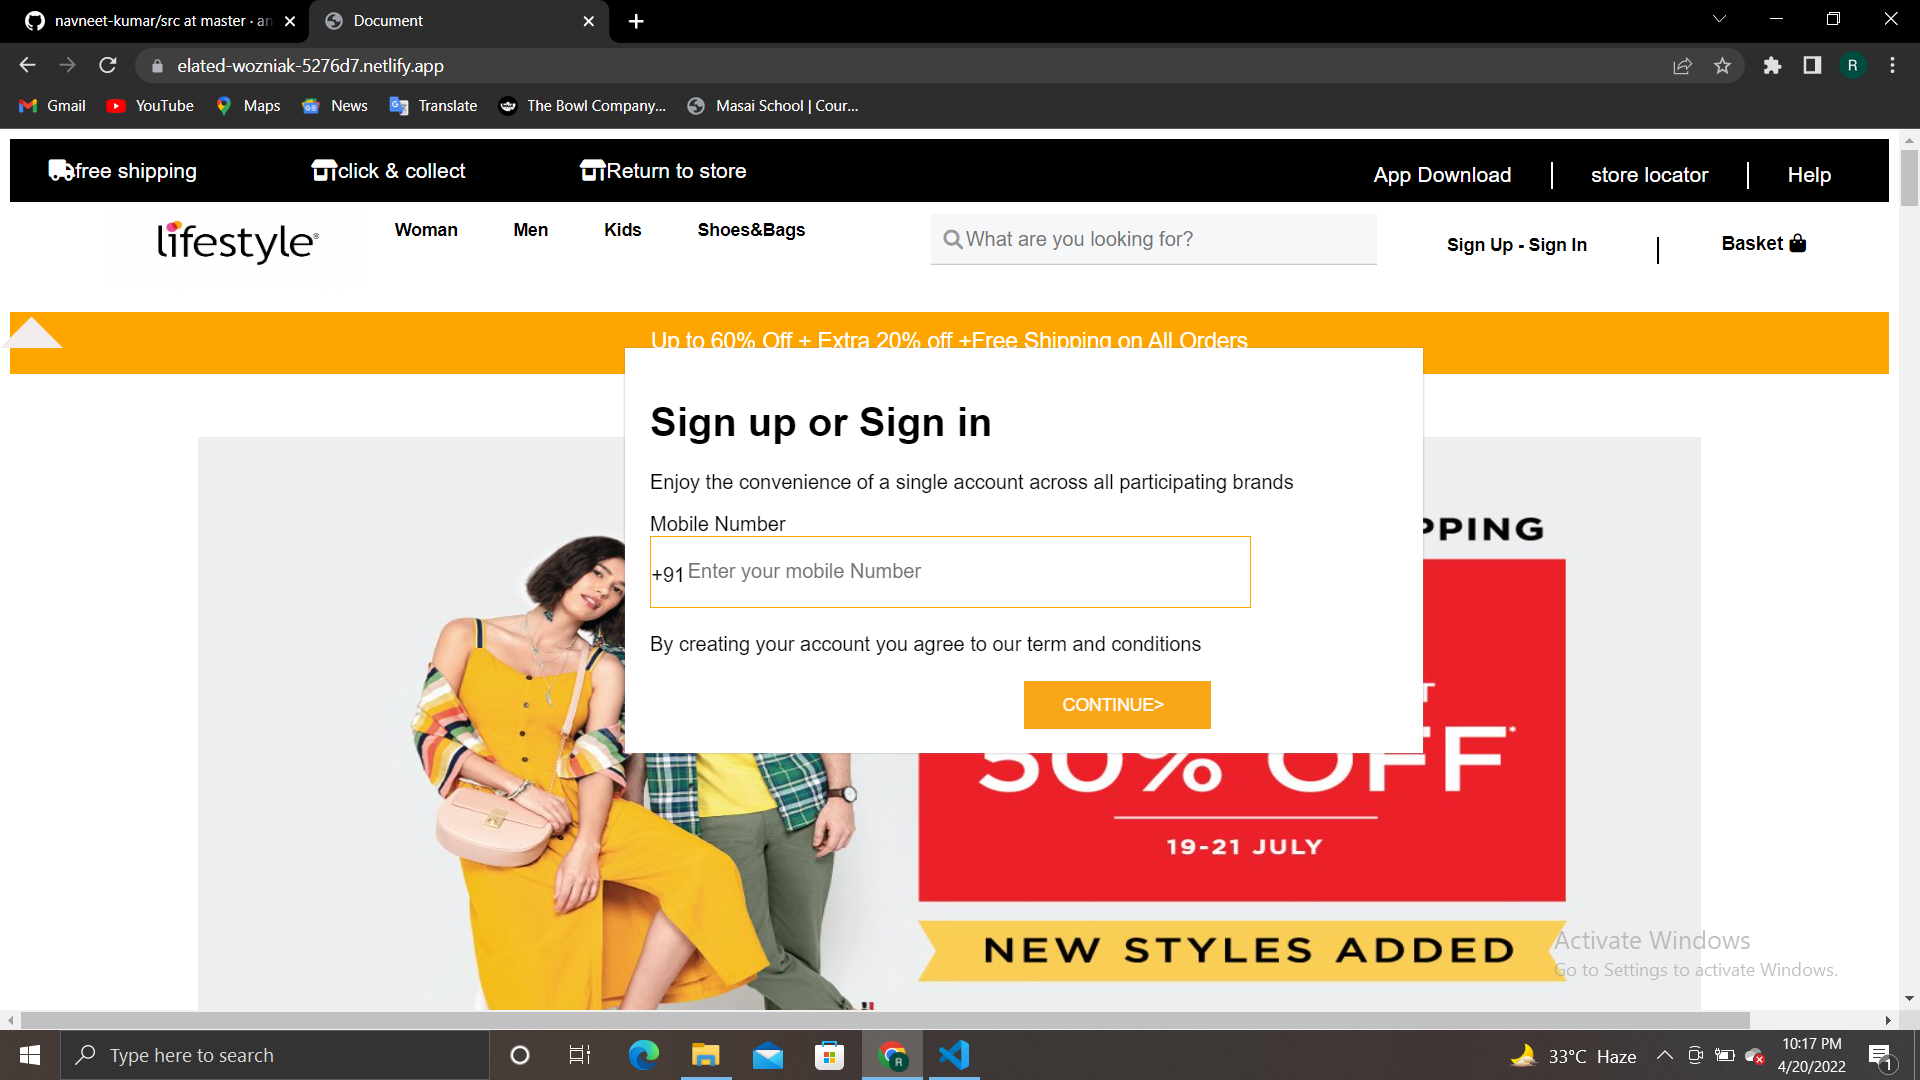 navneet-kumar/src at master · an
Document
elated-wozniak-5276d7.netlify.app
R
Gmail
YouTube
Maps
News
Translate
The Bowl Company...
Masai School | Cour...
free shipping
click & collect
Return to store
App Download
store locator
Help
lifestyle®
Woman
Men
Kids
Shoes&Bags
What are you looking for?
Sign Up - Sign In
Basket
Up to 60% Off + Extra 20% off +Free Shipping on All Orders
Sign up or Sign in
Enjoy the convenience of a single account across all participating brands
Mobile Number
+91 Enter your mobile Number
By creating your account you agree to our term and conditions
CONTINUE>
PPING
T
50% OFF*
19-21 JULY
NEW STYLES ADDED
Activate Windows
Go to Settings to activate Windows.
Type here to search
R
33°C Haze
10:17 PM
4/20/2022
1